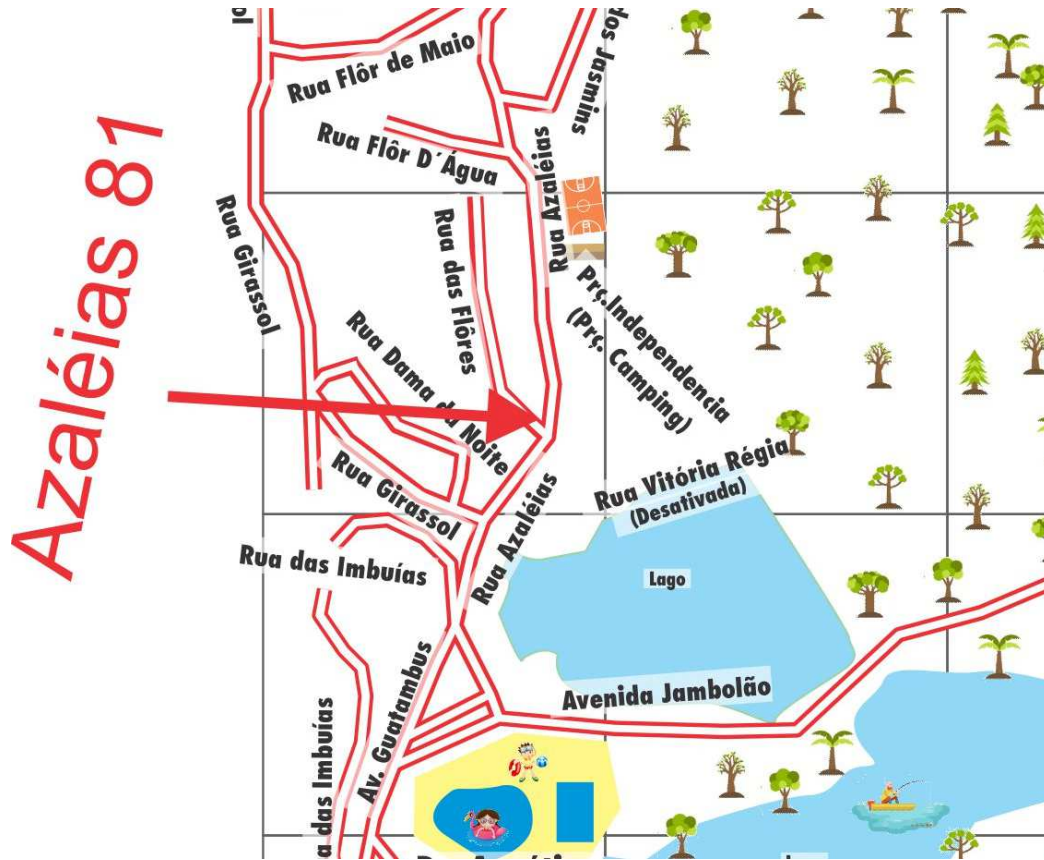 Azaléias 81
Rua Flôr de Maio
dos Jasmins
Rua Flôr D´Água
Rua Azaléias
Rua Girassol
Rua das Flôres
Prç.Independencia
(Prç. Camping)
Rua Dama da Noite
Rua Girassol
Rua Vitória Régia
(Desativada)
Rua Azaléias
Rua das Imbuías
Lago
Av. Guatambus
Avenida Jambolão
das Imbuías